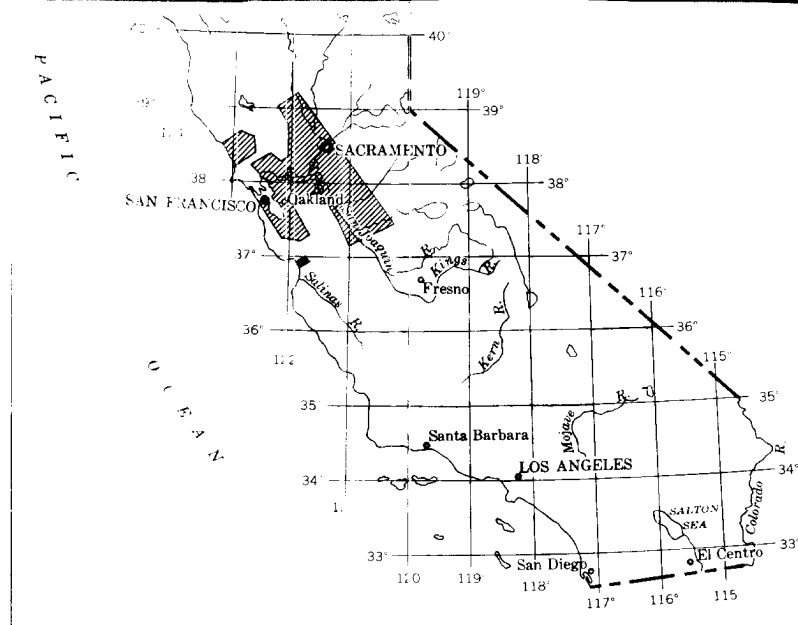 PACIFIC
OCEAN
40°
119°
39°
SACRAMENTO
118°
38
38°
SAN FRANCISCO
Oakland
San Joaquin
R.
117°
37°
37°
Kings
R.
Fresno
116°
Salinas
R.
36°
36°
R.
Kern
122
115°
35°
35°
Mojave
R.
Santa Barbara
LOS ANGELES
34°
34
R.
Colorado
SALTON
SEA
33°
33°
San Diego
El Centro
120
119°
118°
117°
116°
115